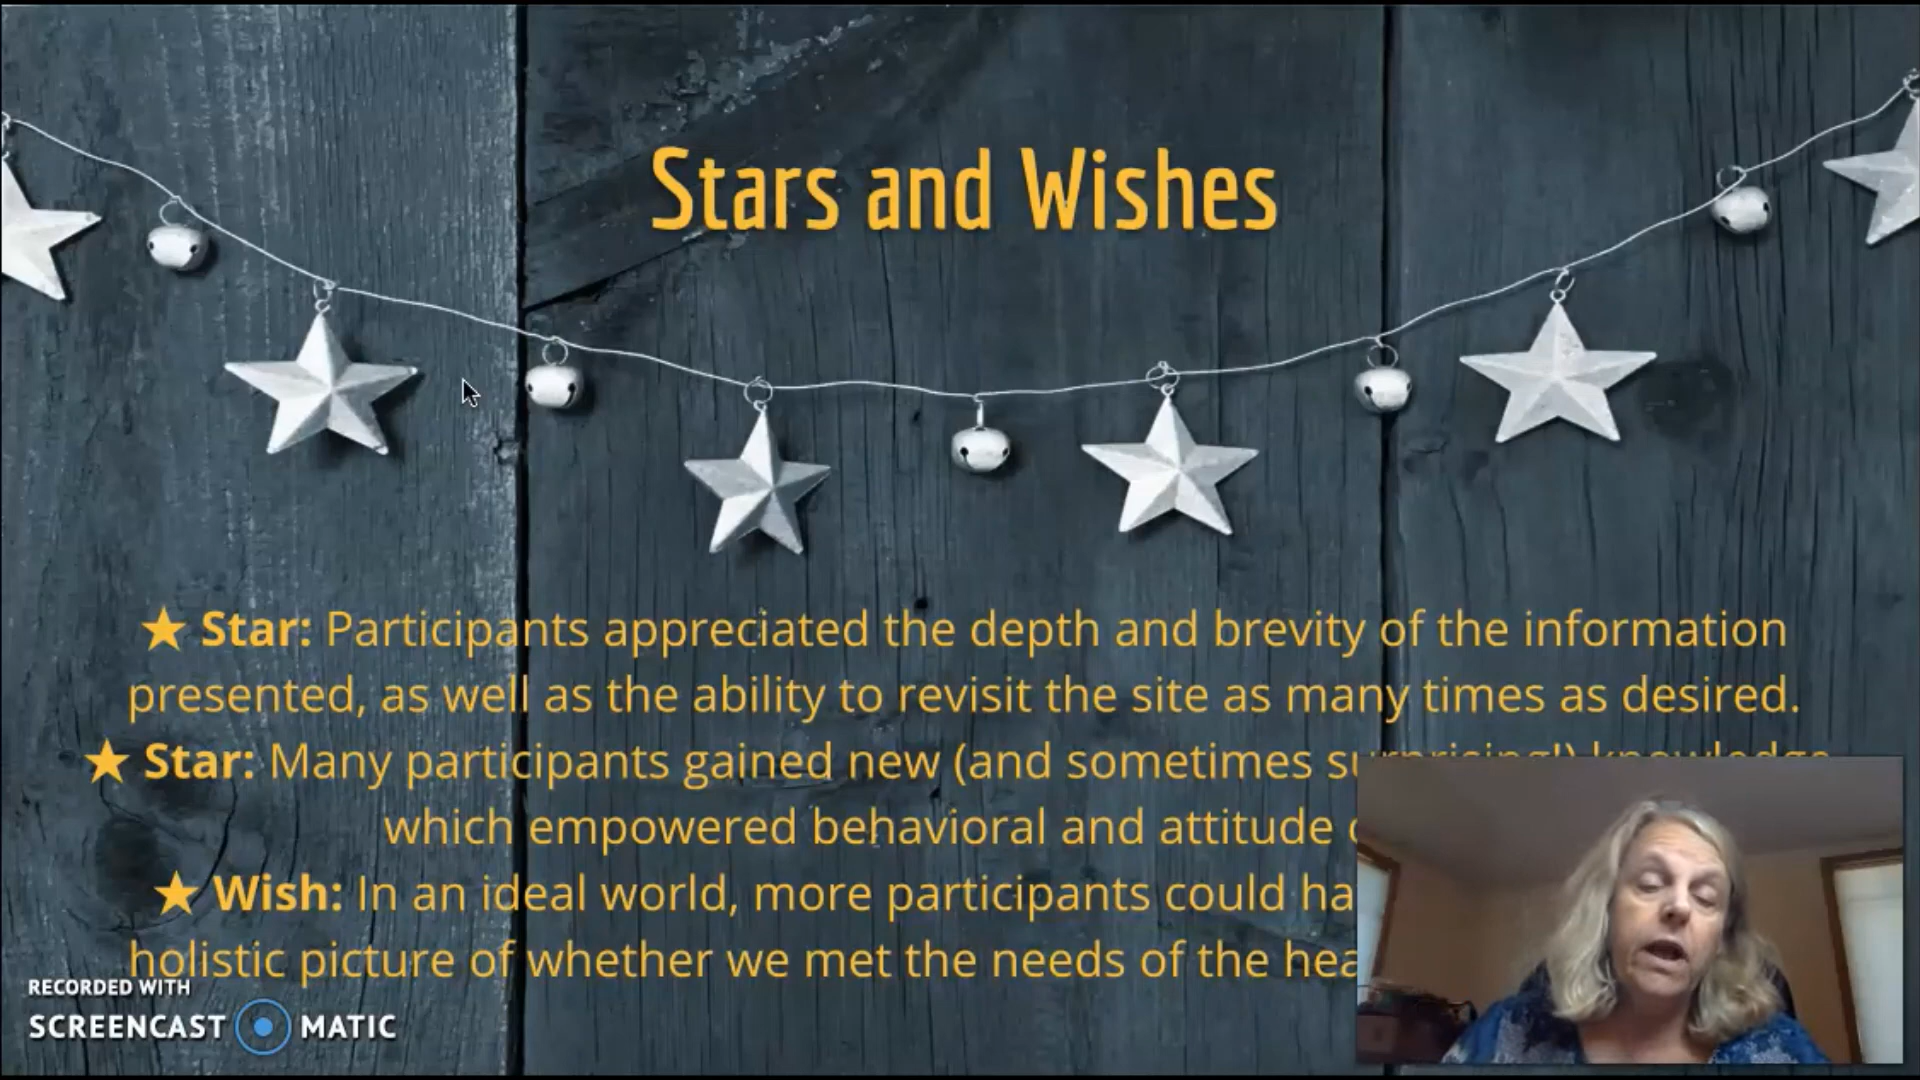 Stars and Wishes
★ Star: Participants appreciated the depth and brevity of the information
presented, as well as the ability to revisit the site as many times as desired.
★ Star: Many participants gained new (and sometimes surprising!) knowledge
which empowered behavioral and attitude
★ Wish: In an ideal world, more participants could
holistic picture of whether we met the needs of the
RECORDED WITH
SCREENCAST MATIC